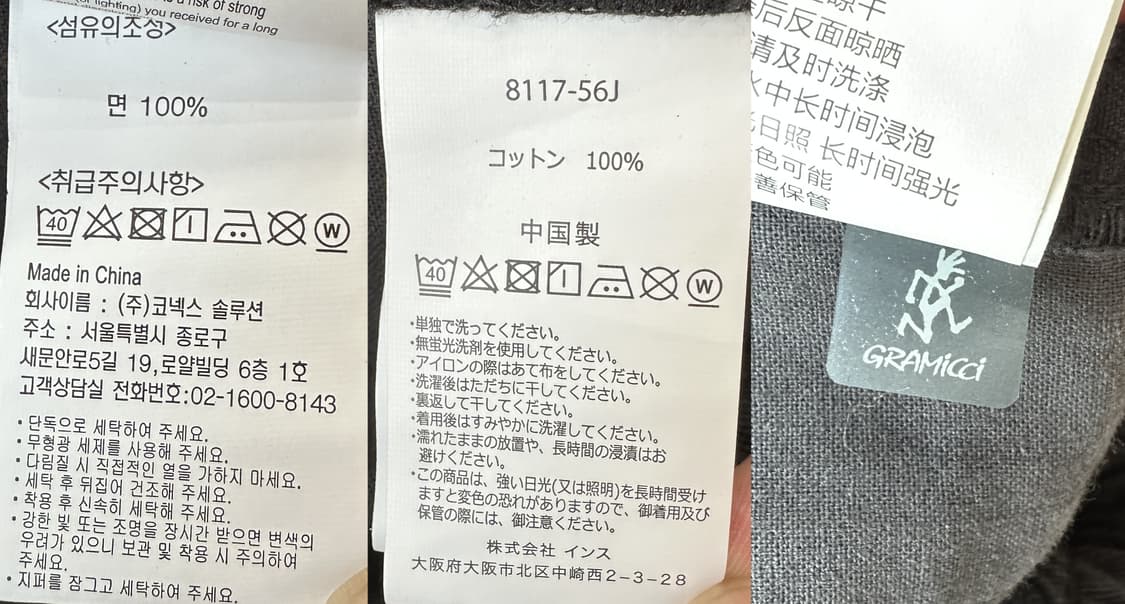 risk of strong
(or lighting) you received for a long
<섬유의조성>
면 100%
<취급주의사항>
40
W
Made in China
회사이름 : (주)코넥스 솔루션
주소 : 서울특별시 종로구
새문안로5길 19,로얄빌딩 6층 1호
고객상담실 전화번호:02-1600-8143
・단독으로 세탁하여 주세요.
・무형광 세제를 사용해 주세요.
・다림질 시 직접적인 열을 가하지 마세요.
・세탁 후 뒤집어 건조해 주세요.
・착용 후 신속히 세탁해 주세요.
・강한 빛 또는 조명을 장시간 받으면 변색의
우려가 있으니 보관 및 착용 시 주의하여
주세요.
・지퍼를 잠그고 세탁하여 주세요.
8117-56J
コットン 100%
中国製
40
W
・単独で洗ってください。
・無蛍光洗剤を使用してください。
・アイロンの際はあて布をしてください。
・洗濯後はただちに干してください。
・裏返して干してください。
・着用後はすみやかに洗濯してください。
・濡れたままの放置や、長時間の浸漬はお
避けください。
・この商品は、強い日光(又は照明)を長時間受け
ますと変色の恐れがありますので、御着用及び
保管の際には、御注意ください。
株式会社 インス
大阪府大阪市北区中崎西2-3-28
晾干
后反面晾晒
请及时洗涤
水中长时间浸泡
日照 长时间强光
色可能
善保管
GRAMiCCi